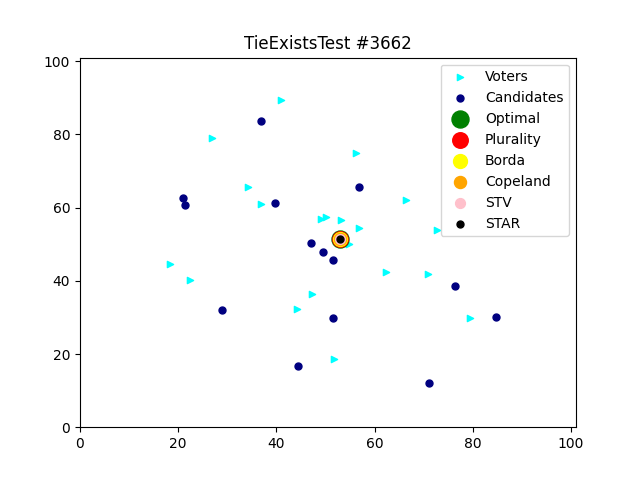 TieExistsTest #3662
100
80
60
40
20
0
0 20 40 60 80 100
Voters
Candidates
Optimal
Plurality
Borda
Copeland
STV
STAR